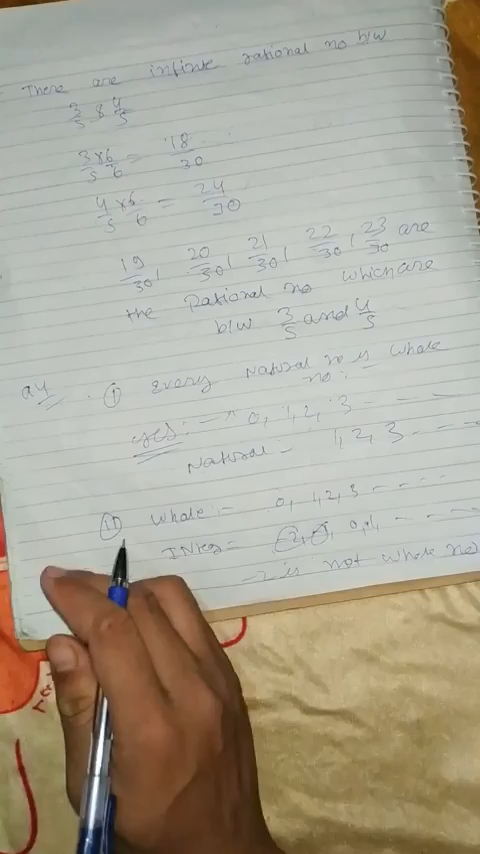 There are infinite rational no b/w
3/5 & 4/5
3/5 × 6/6 = 18/30
4/5 × 6/6 = 24/30
19/30, 20/30, 21/30, 22/30, 23/30 are
the Rational no which are
b/w 3/5 and 4/5
Q4 (I) Every Natural no is whole
no:-
Yes:- 0, 1, 2, 3 - - -
Natural - 1, 2, 3 - - - -
(II) Whole:- 0, 1, 2, 3 - - - -
-2, -1, 0, 1, - - - -
-2 is not whole no